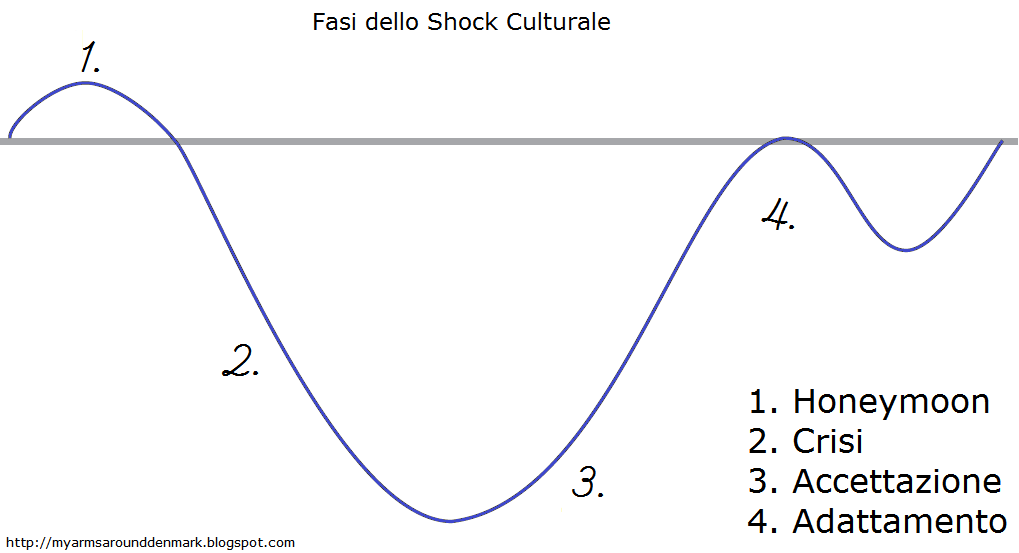 Fasi dello Shock Culturale
1.
2.
3.
4.
1. Honeymoon
2. Crisi
3. Accettazione
4. Adattamento
http://myarmsarounddenmark.blogspot.com